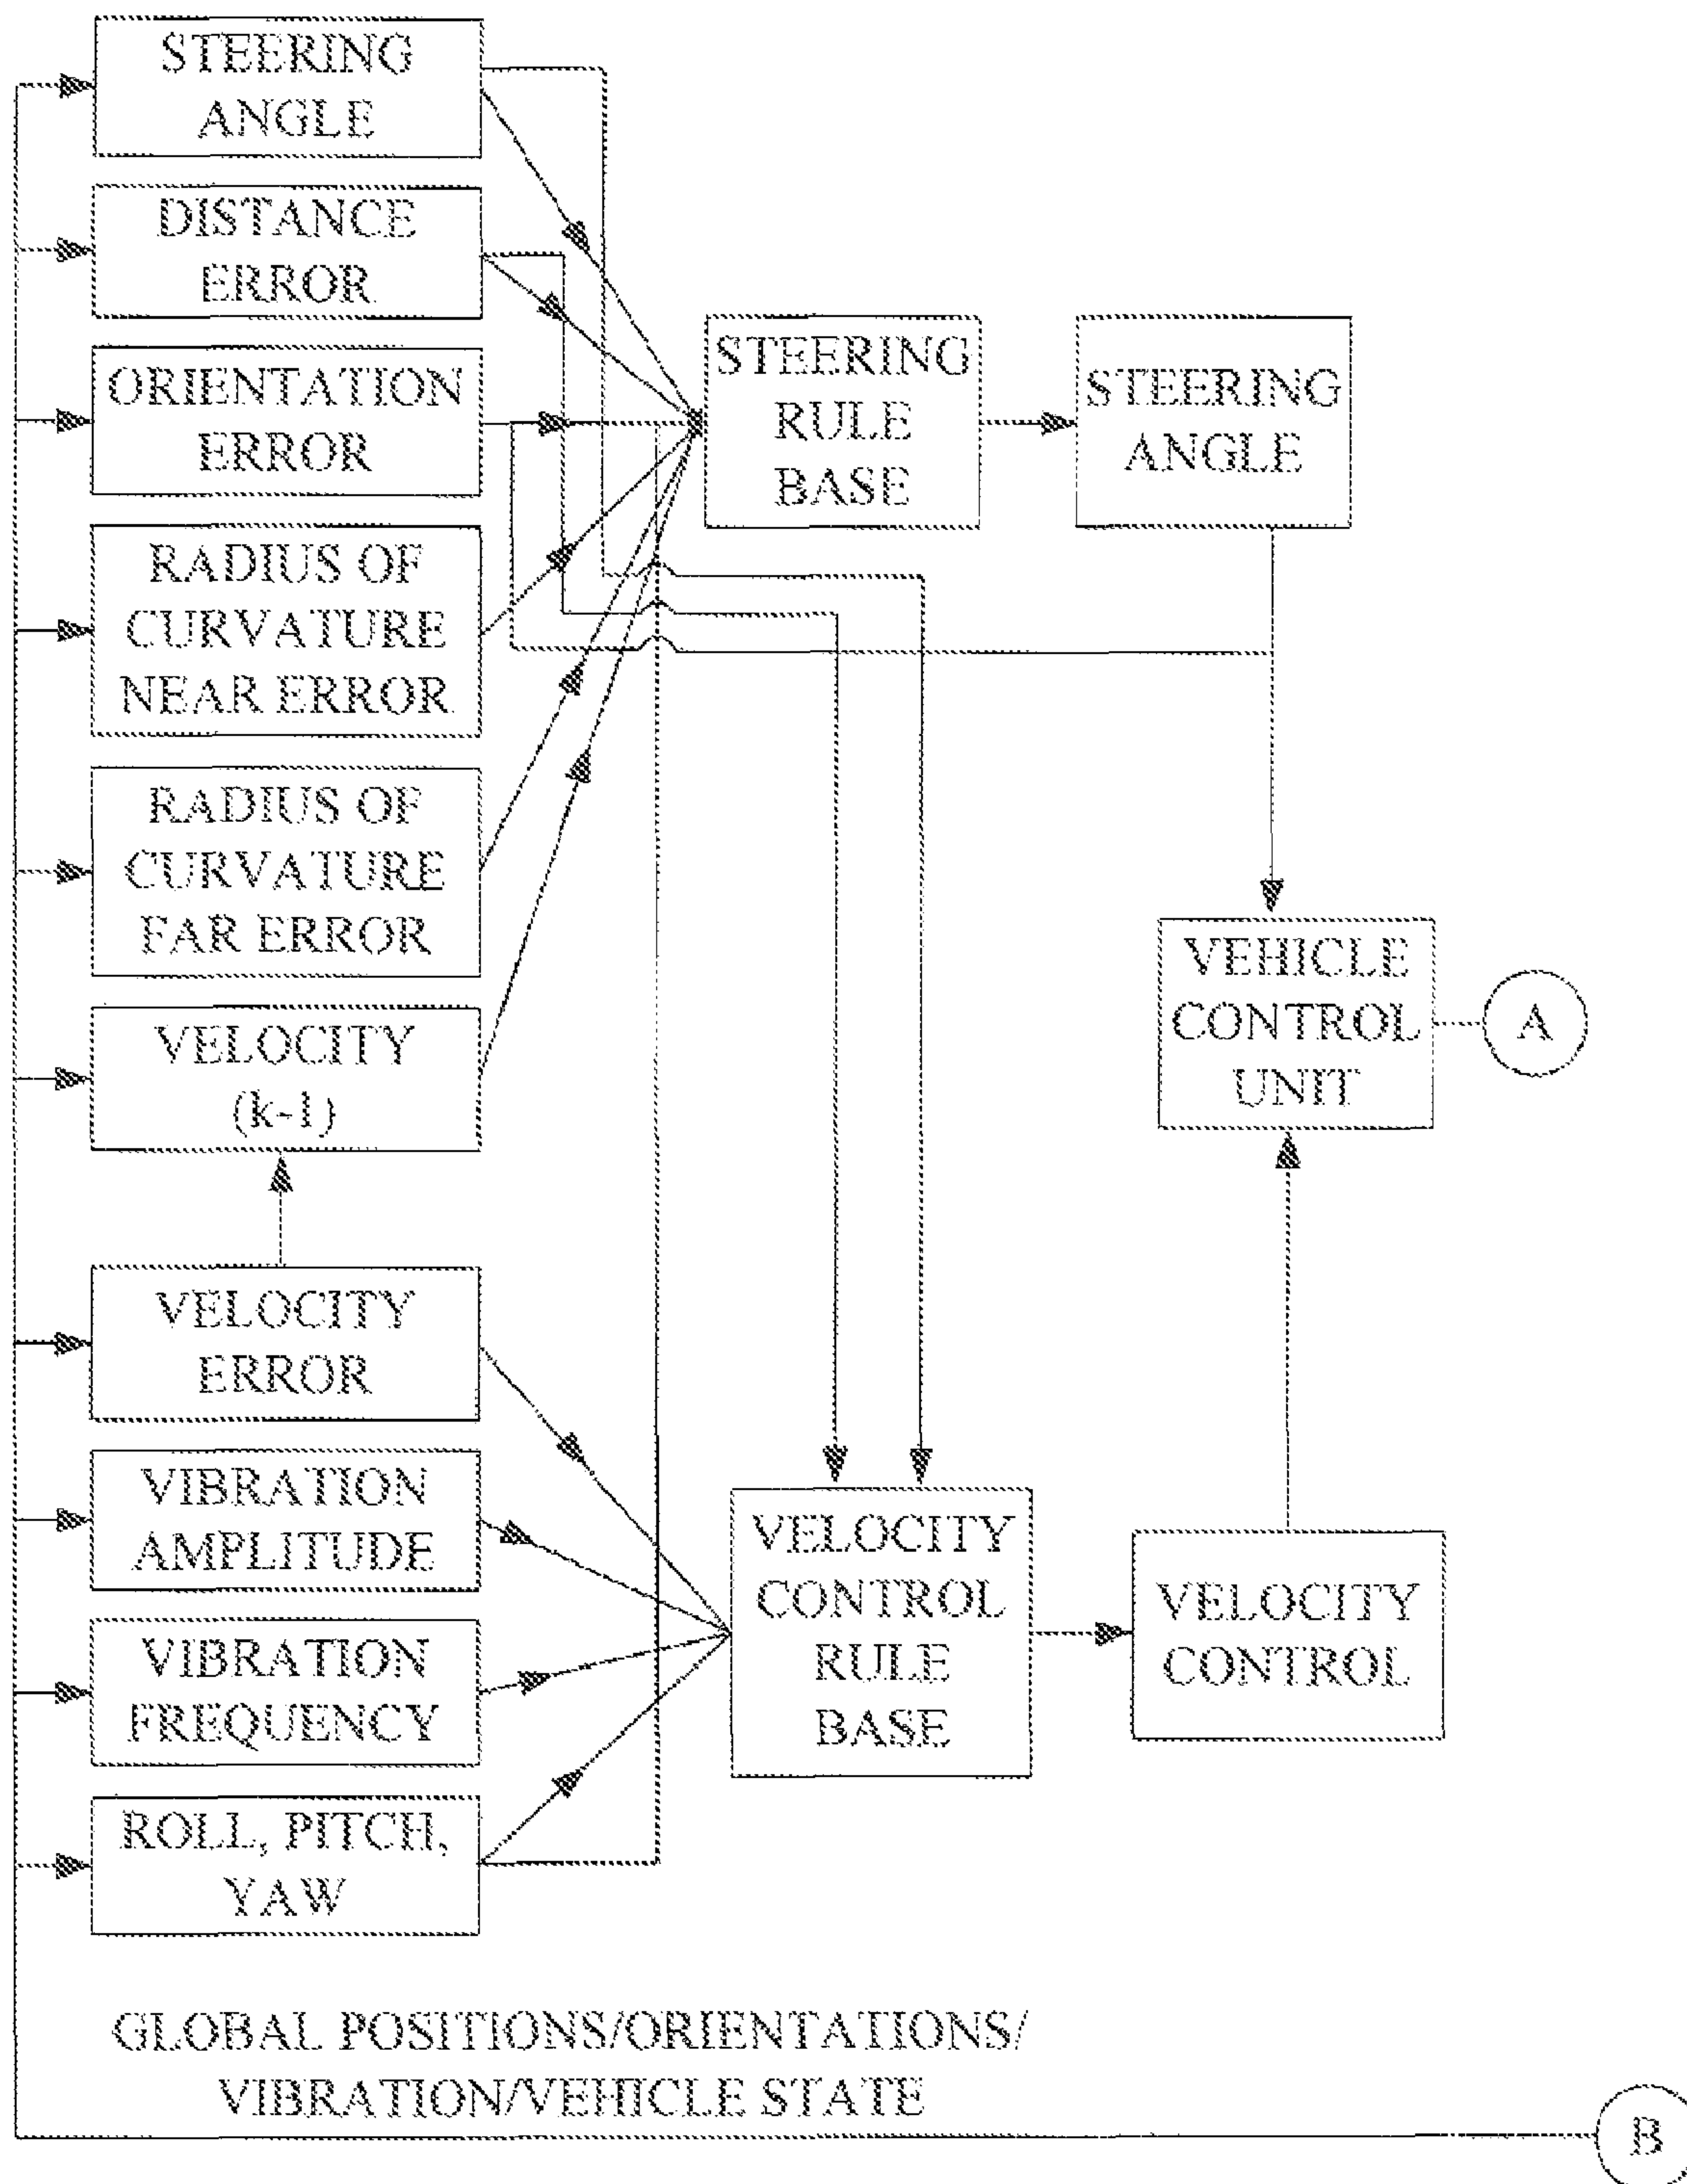 STEERING
ANGLE
DISTANCE
ERROR
ORIENTATION
ERROR
RADIUS OF
CURVATURE
NEAR ERROR
RADIUS OF
CURVATURE
FAR ERROR
VELOCITY
(k-1)
VELOCITY
ERROR
VIBRATION
AMPLITUDE
VIBRATION
FREQUENCY
ROLL, PITCH,
YAW
STEERING
RULE
BASE
STEERING
ANGLE
VEHICLE
CONTROL
UNIT
A
VELOCITY
CONTROL
RULE
BASE
VELOCITY
CONTROL
GLOBAL POSITIONS/ORIENTATIONS/
VIBRATION/VEHICLE STATE
B